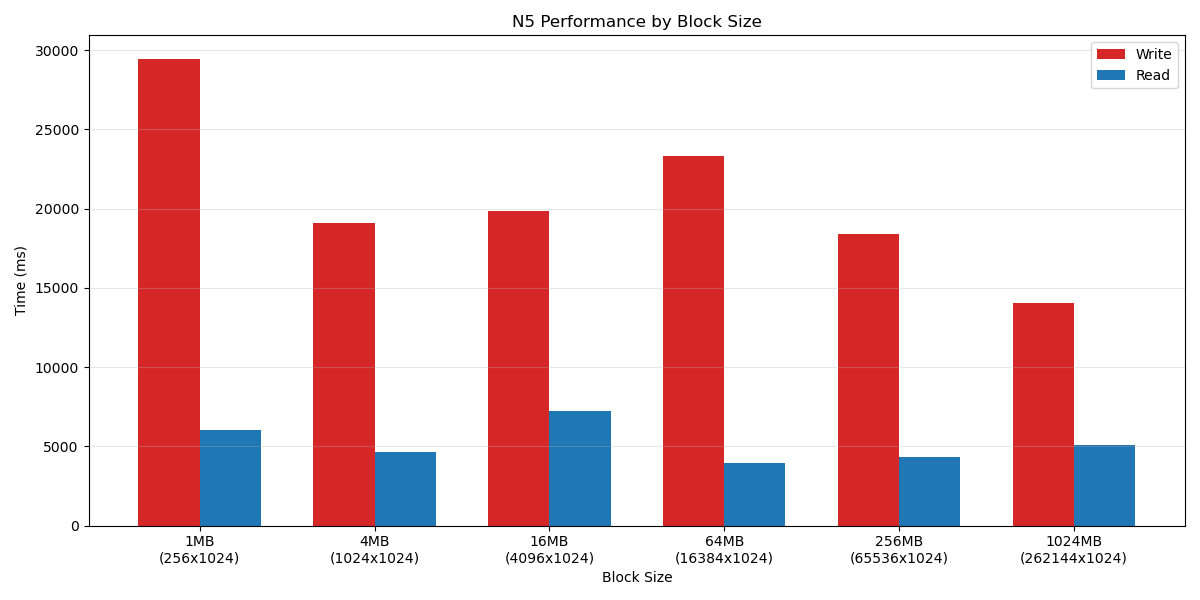 N5 Performance by Block Size
Write
Read
Time (ms)
30000
25000
20000
15000
10000
5000
0
1MB
(256x1024)
4MB
(1024x1024)
16MB
(4096x1024)
64MB
(16384x1024)
256MB
(65536x1024)
1024MB
(262144x1024)
Block Size